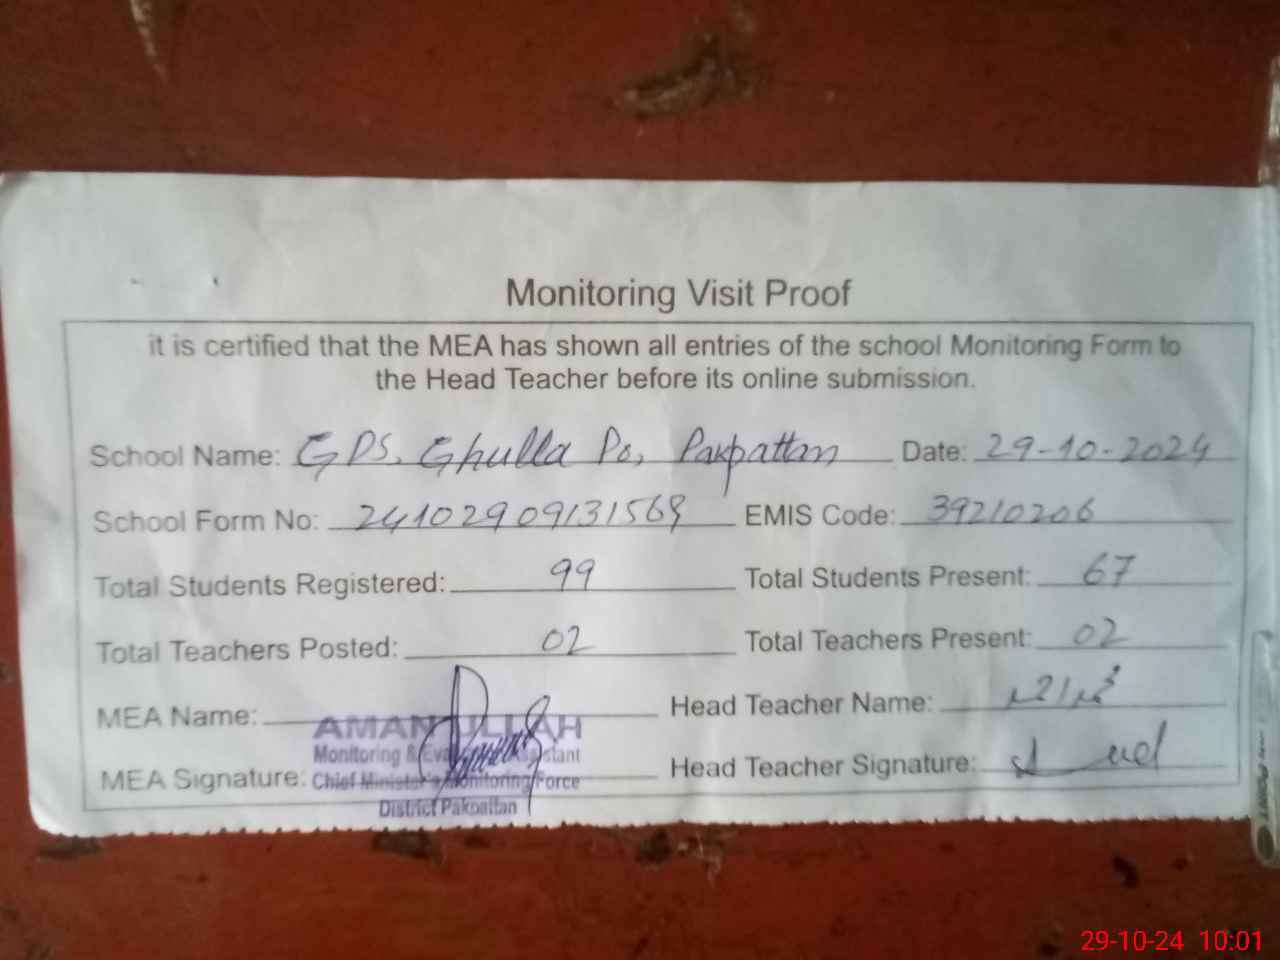 Monitoring Visit Proof
it is certified that the MEA has shown all entries of the school Monitoring Form to
the Head Teacher before its online submission.
School Name: GPS. Ghulla Po, Pakpattan Date: 29-10-2024
School Form No: 24102909131569 EMIS Code: 39210206
Total Students Registered: 99 Total Students Present: 67
Total Teachers Posted: 02 Total Teachers Present: 02
MEA Name: AMANULLAH Head Teacher Name:
Monitoring & Evaluation Assistant
MEA Signature: Chief Minister's Monitoring Force Head Teacher Signature:
District Pakpattan
29-10-24 10:01